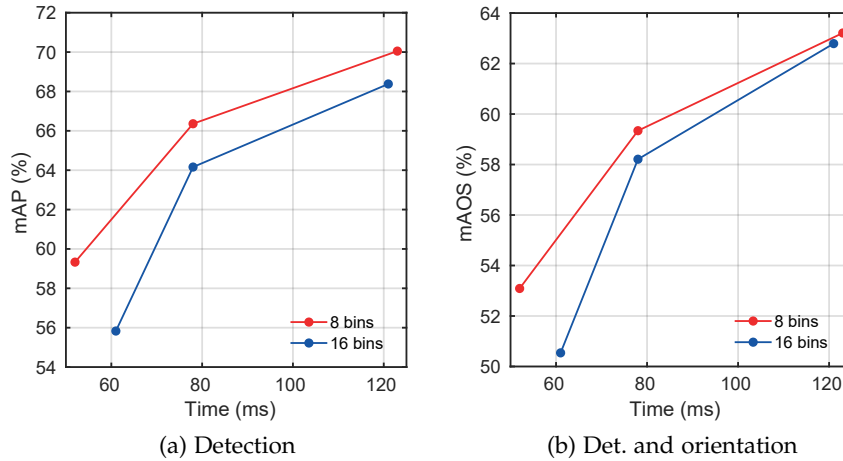 72
70
68
66
64
62
60
58
56
54
mAP (%)
60 80 100 120
Time (ms)
8 bins
16 bins
(a) Detection
64
62
60
58
56
54
52
50
mAOS (%)
60 80 100 120
Time (ms)
8 bins
16 bins
(b) Det. and orientation